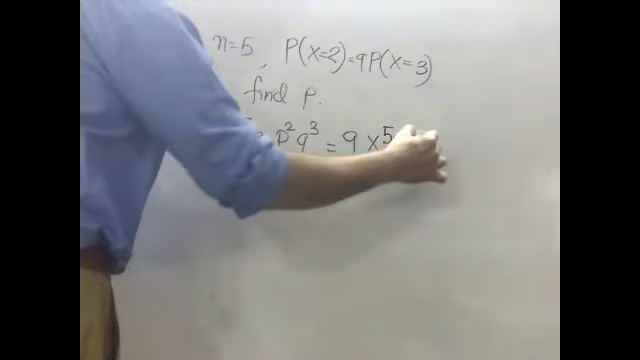 n=5, P(x=2)=9P(x=3)
find p.
p²q³ = 9 x 5